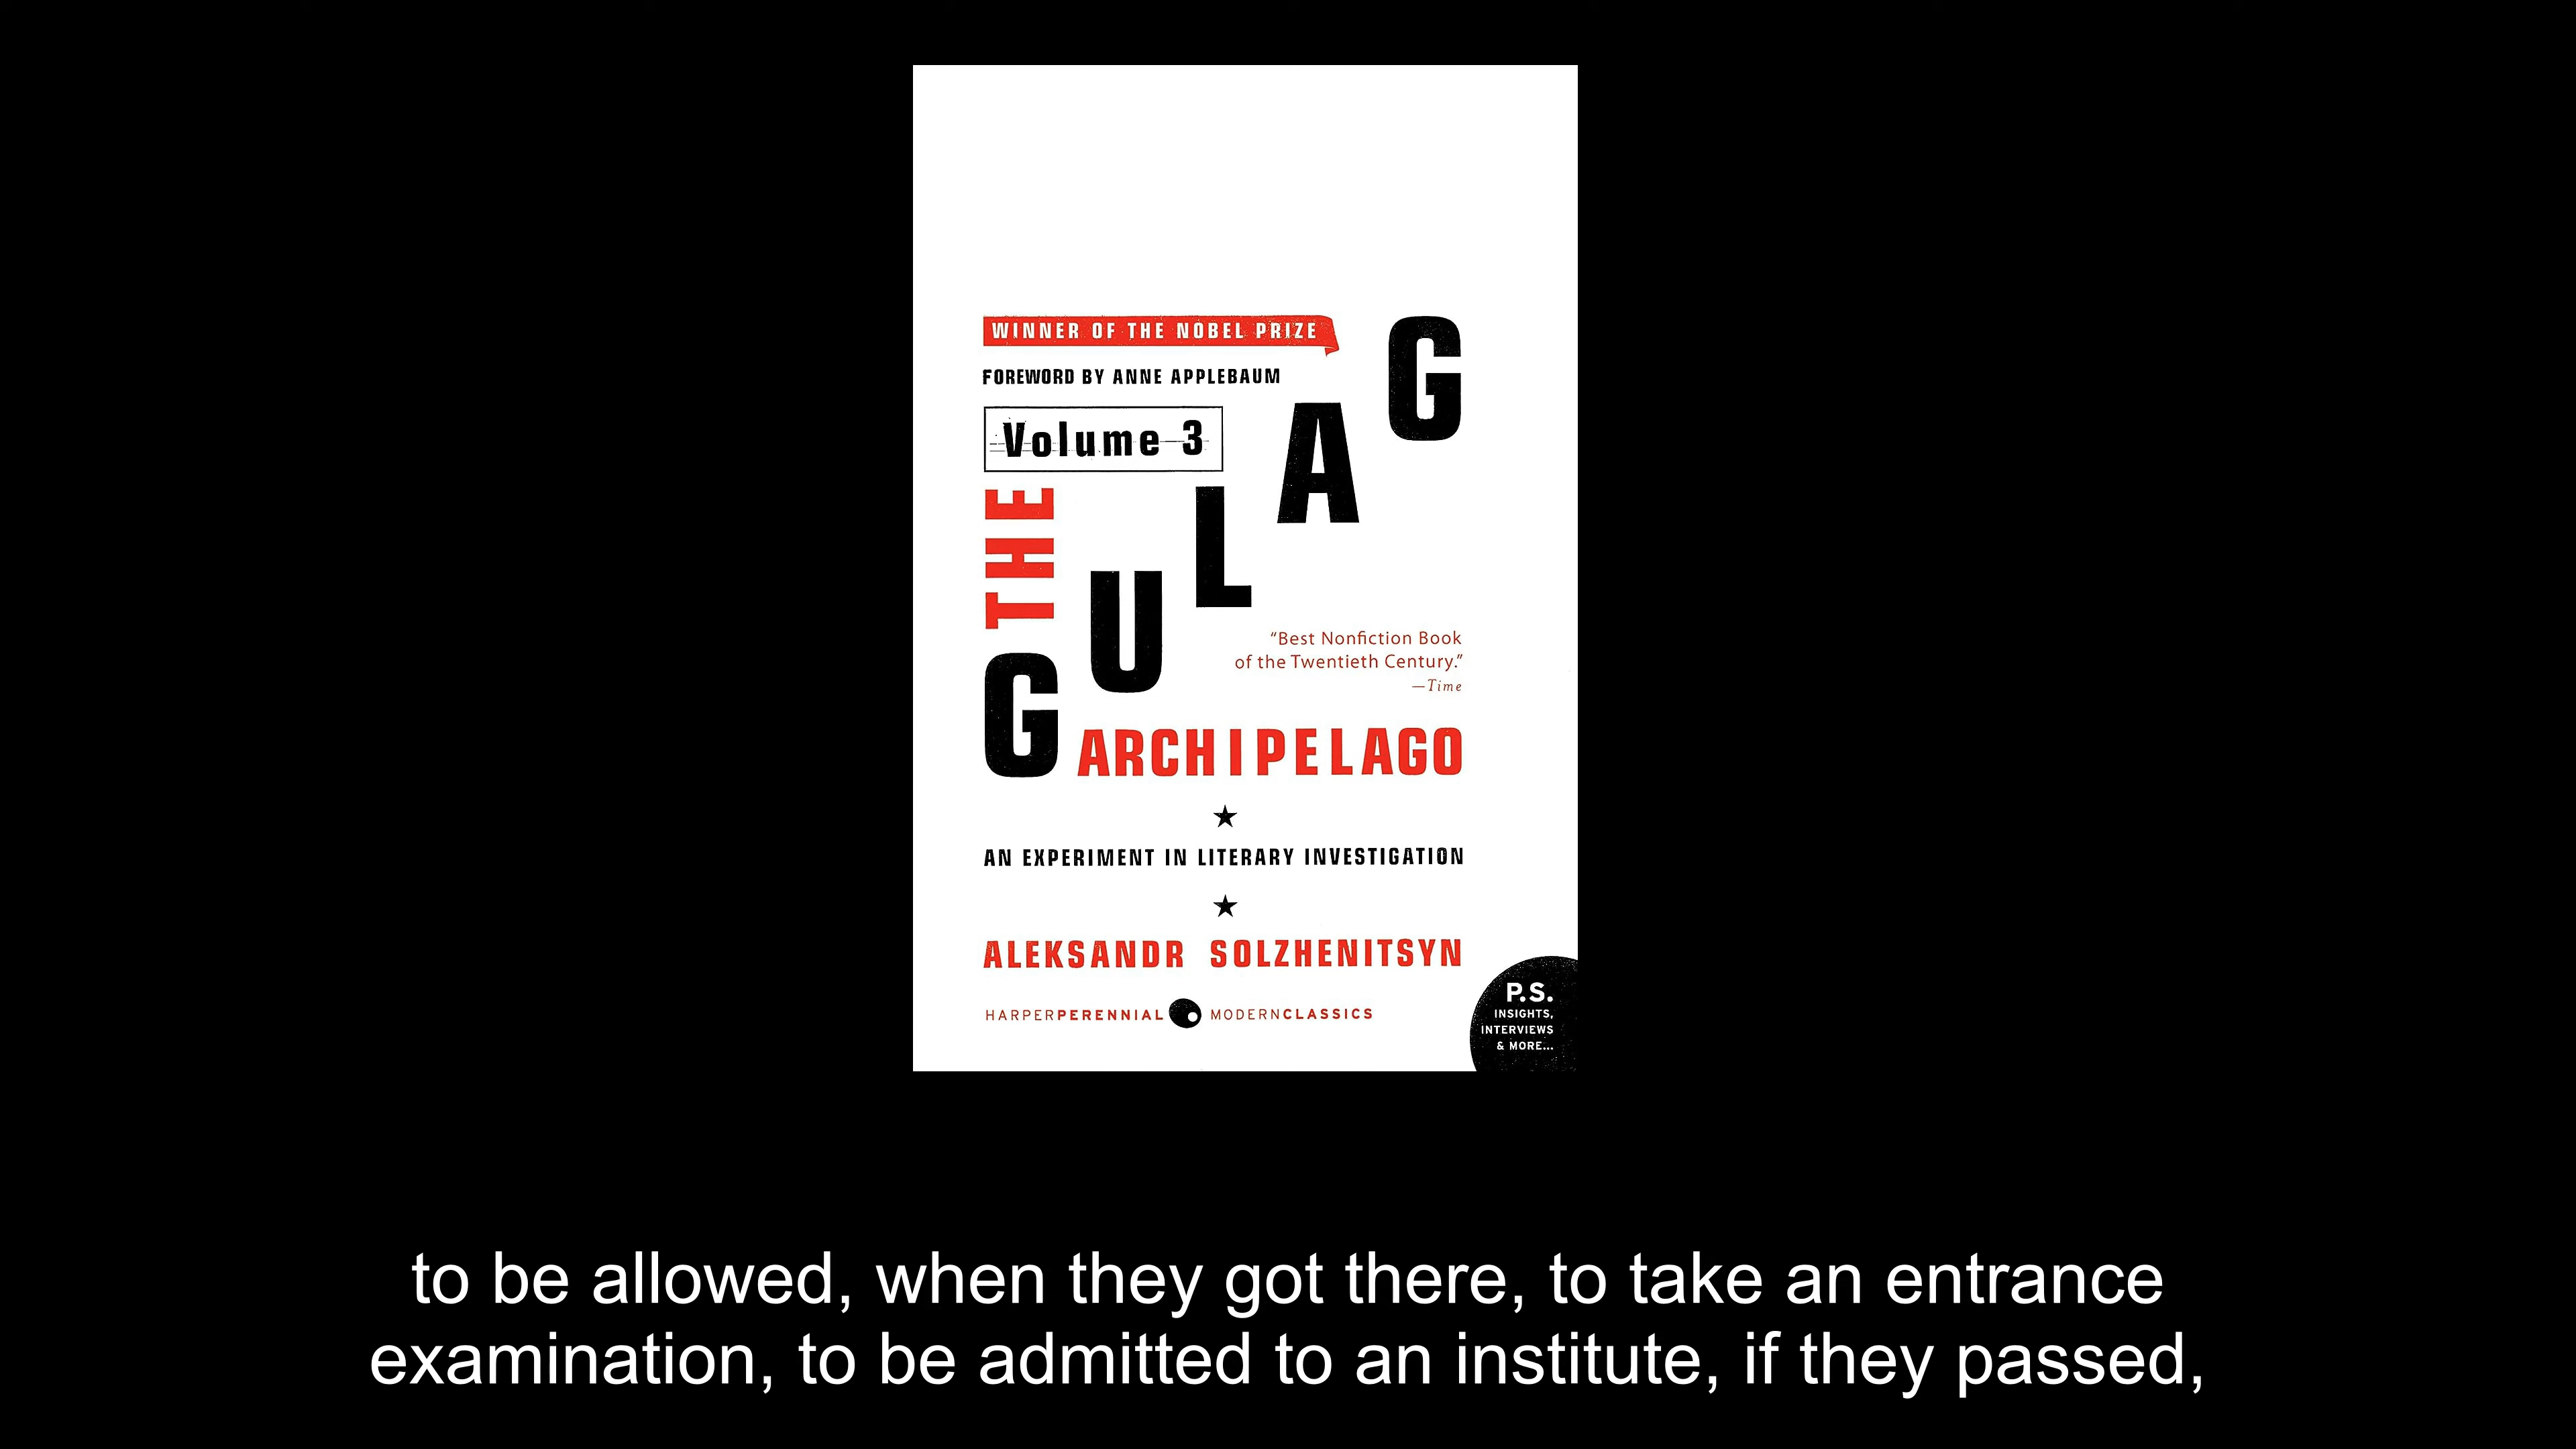 WINNER OF THE NOBEL PRIZE
FOREWORD BY ANNE APPLEBAUM
Volume 3
THE
GULAG
ARCHIPELAGO
“Best Nonfiction Book
of the Twentieth Century.”
—Time
AN EXPERIMENT IN LITERARY INVESTIGATION
ALEKSANDR SOLZHENITSYN
HARPERPERENNIAL MODERNCLASSICS
P.S.
INSIGHTS,
INTERVIEWS
& MORE...
to be allowed, when they got there, to take an entrance
examination, to be admitted to an institute, if they passed,